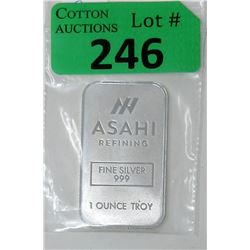 COTTON
AUCTIONS
Lot #
246
ASAHI
REFINING
FINE SILVER
999
1 OUNCE TROY